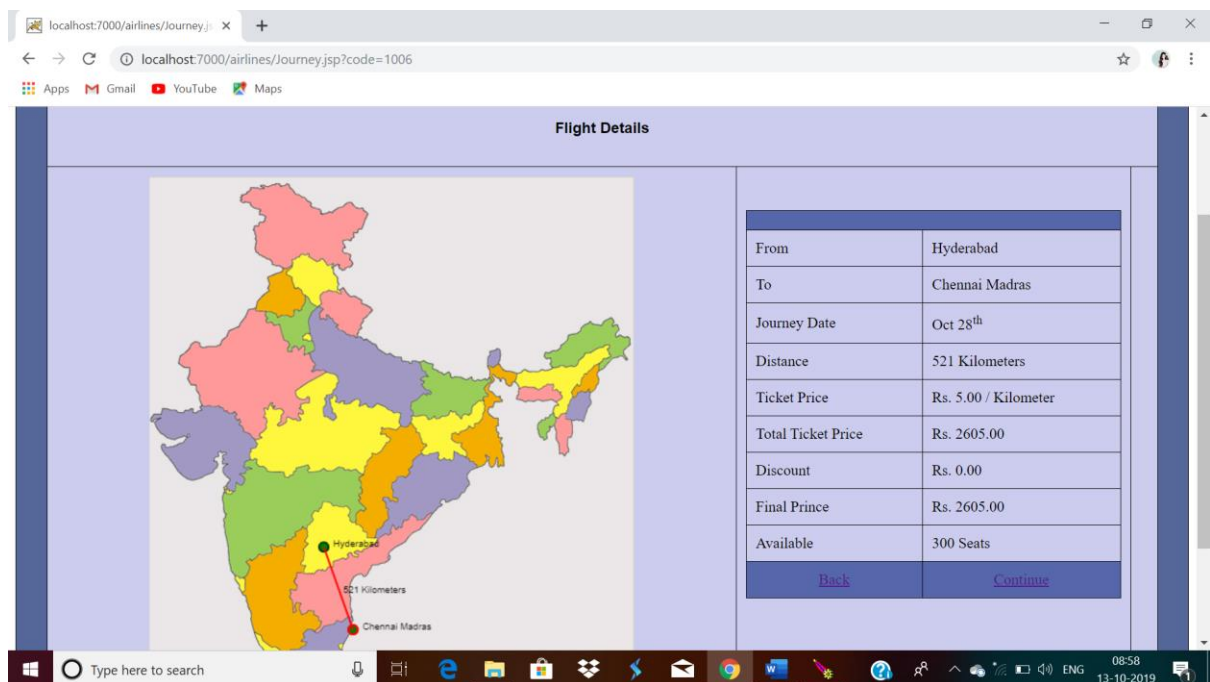 localhost:7000/airlines/Journey.j
localhost:7000/airlines/Journey.jsp?code=1006
Apps Gmail YouTube Maps
Flight Details
From Hyderabad
To Chennai Madras
Journey Date Oct 28th
Distance 521 Kilometers
Ticket Price Rs. 5.00 / Kilometer
Total Ticket Price Rs. 2605.00
Discount Rs. 0.00
Final Prince Rs. 2605.00
Available 300 Seats
Back Continue
Hyderabad
521 Kilometers
Chennai Madras
Type here to search
ENG
08:58
13-10-2019
1